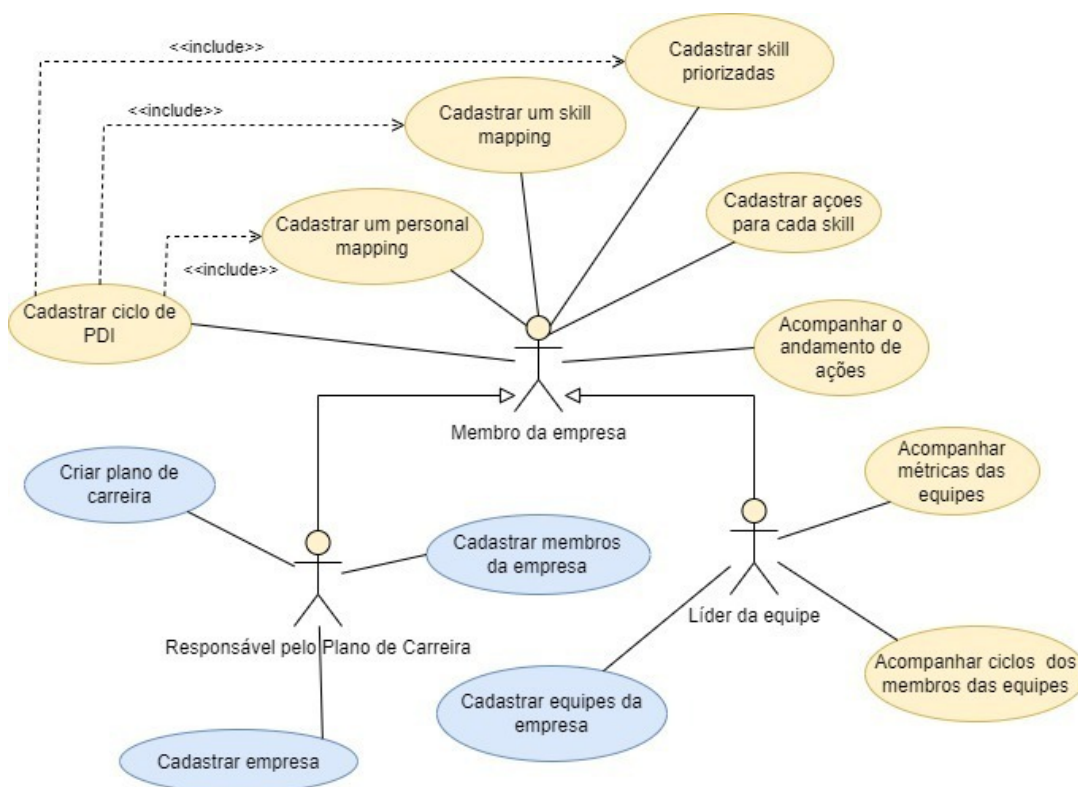 <<include>>
Cadastrar skill
priorizadas
<<include>>
Cadastrar um skill
mapping
Cadastrar açoes
para cada skill
Cadastrar um personal
mapping
<<include>>
Cadastrar ciclo de
PDI
Acompanhar o
andamento de
ações
Membro da empresa
Criar plano de
carreira
Acompanhar
métricas das
equipes
Cadastrar membros
da empresa
Líder da equipe
Responsável pelo Plano de Carreira
Acompanhar ciclos dos
membros das equipes
Cadastrar equipes da
empresa
Cadastrar empresa